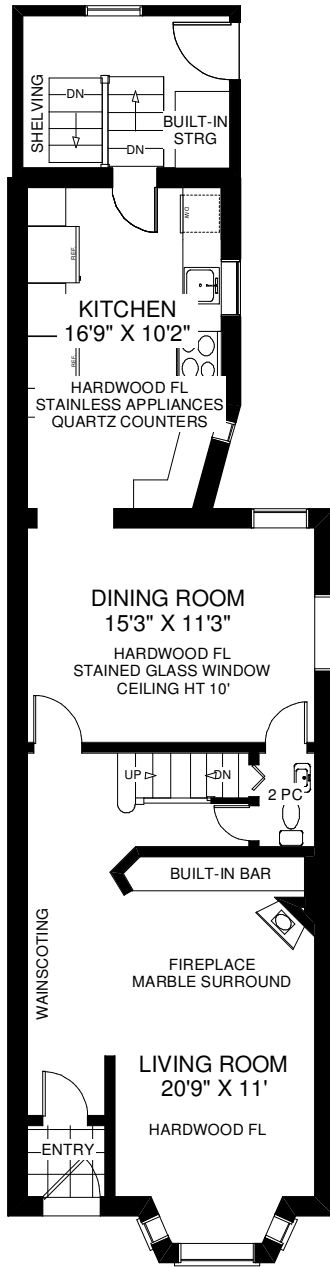 SHELVING
DN
DN
BUILT-IN
STRG
MVO
REF.
KITCHEN
16'9" X 10'2"
REF.
HARDWOOD FL
STAINLESS APPLIANCES
QUARTZ COUNTERS
DINING ROOM
15'3" X 11'3"
HARDWOOD FL
STAINED GLASS WINDOW
CEILING HT 10'
UP
DN
2 PC
BUILT-IN BAR
WAINSCOTING
FIREPLACE
MARBLE SURROUND
LIVING ROOM
20'9" X 11'
HARDWOOD FL
ENTRY